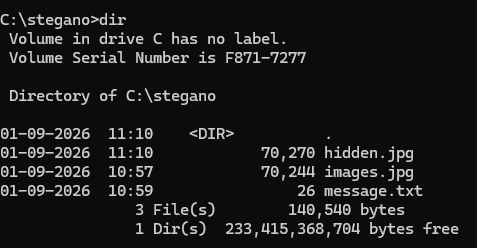 C:\stegano>dir
 Volume in drive C has no label.
 Volume Serial Number is F871-7277

 Directory of C:\stegano

01-09-2026  11:10    <DIR>          .
01-09-2026  11:10            70,270 hidden.jpg
01-09-2026  10:57            70,244 images.jpg
01-09-2026  10:59                26 message.txt
               3 File(s)        140,540 bytes
               1 Dir(s)  233,415,368,704 bytes free